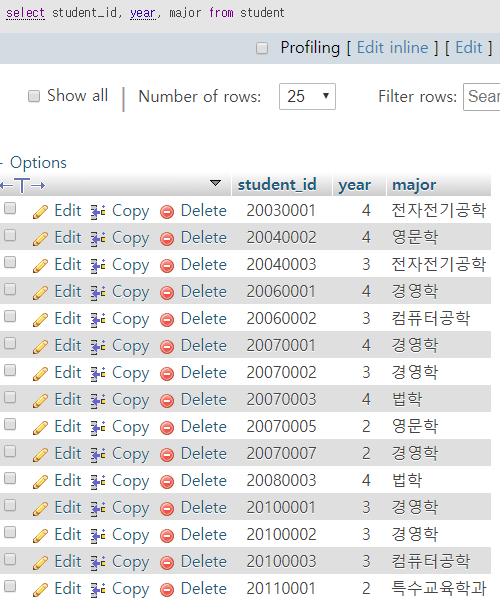 select student_id, year, major from student
Profiling [ Edit inline ] [ Edit ]
Show all | Number of rows: 25 Filter rows: Sear
+ Options
←T→ student_id year major
Edit Copy Delete 20030001 4 전자전기공학
Edit Copy Delete 20040002 4 영문학
Edit Copy Delete 20040003 3 전자전기공학
Edit Copy Delete 20060001 4 경영학
Edit Copy Delete 20060002 3 컴퓨터공학
Edit Copy Delete 20070001 4 경영학
Edit Copy Delete 20070002 3 경영학
Edit Copy Delete 20070003 4 법학
Edit Copy Delete 20070005 2 영문학
Edit Copy Delete 20070007 2 경영학
Edit Copy Delete 20080003 4 법학
Edit Copy Delete 20100001 3 경영학
Edit Copy Delete 20100002 3 경영학
Edit Copy Delete 20100003 3 컴퓨터공학
Edit Copy Delete 20110001 2 특수교육학과